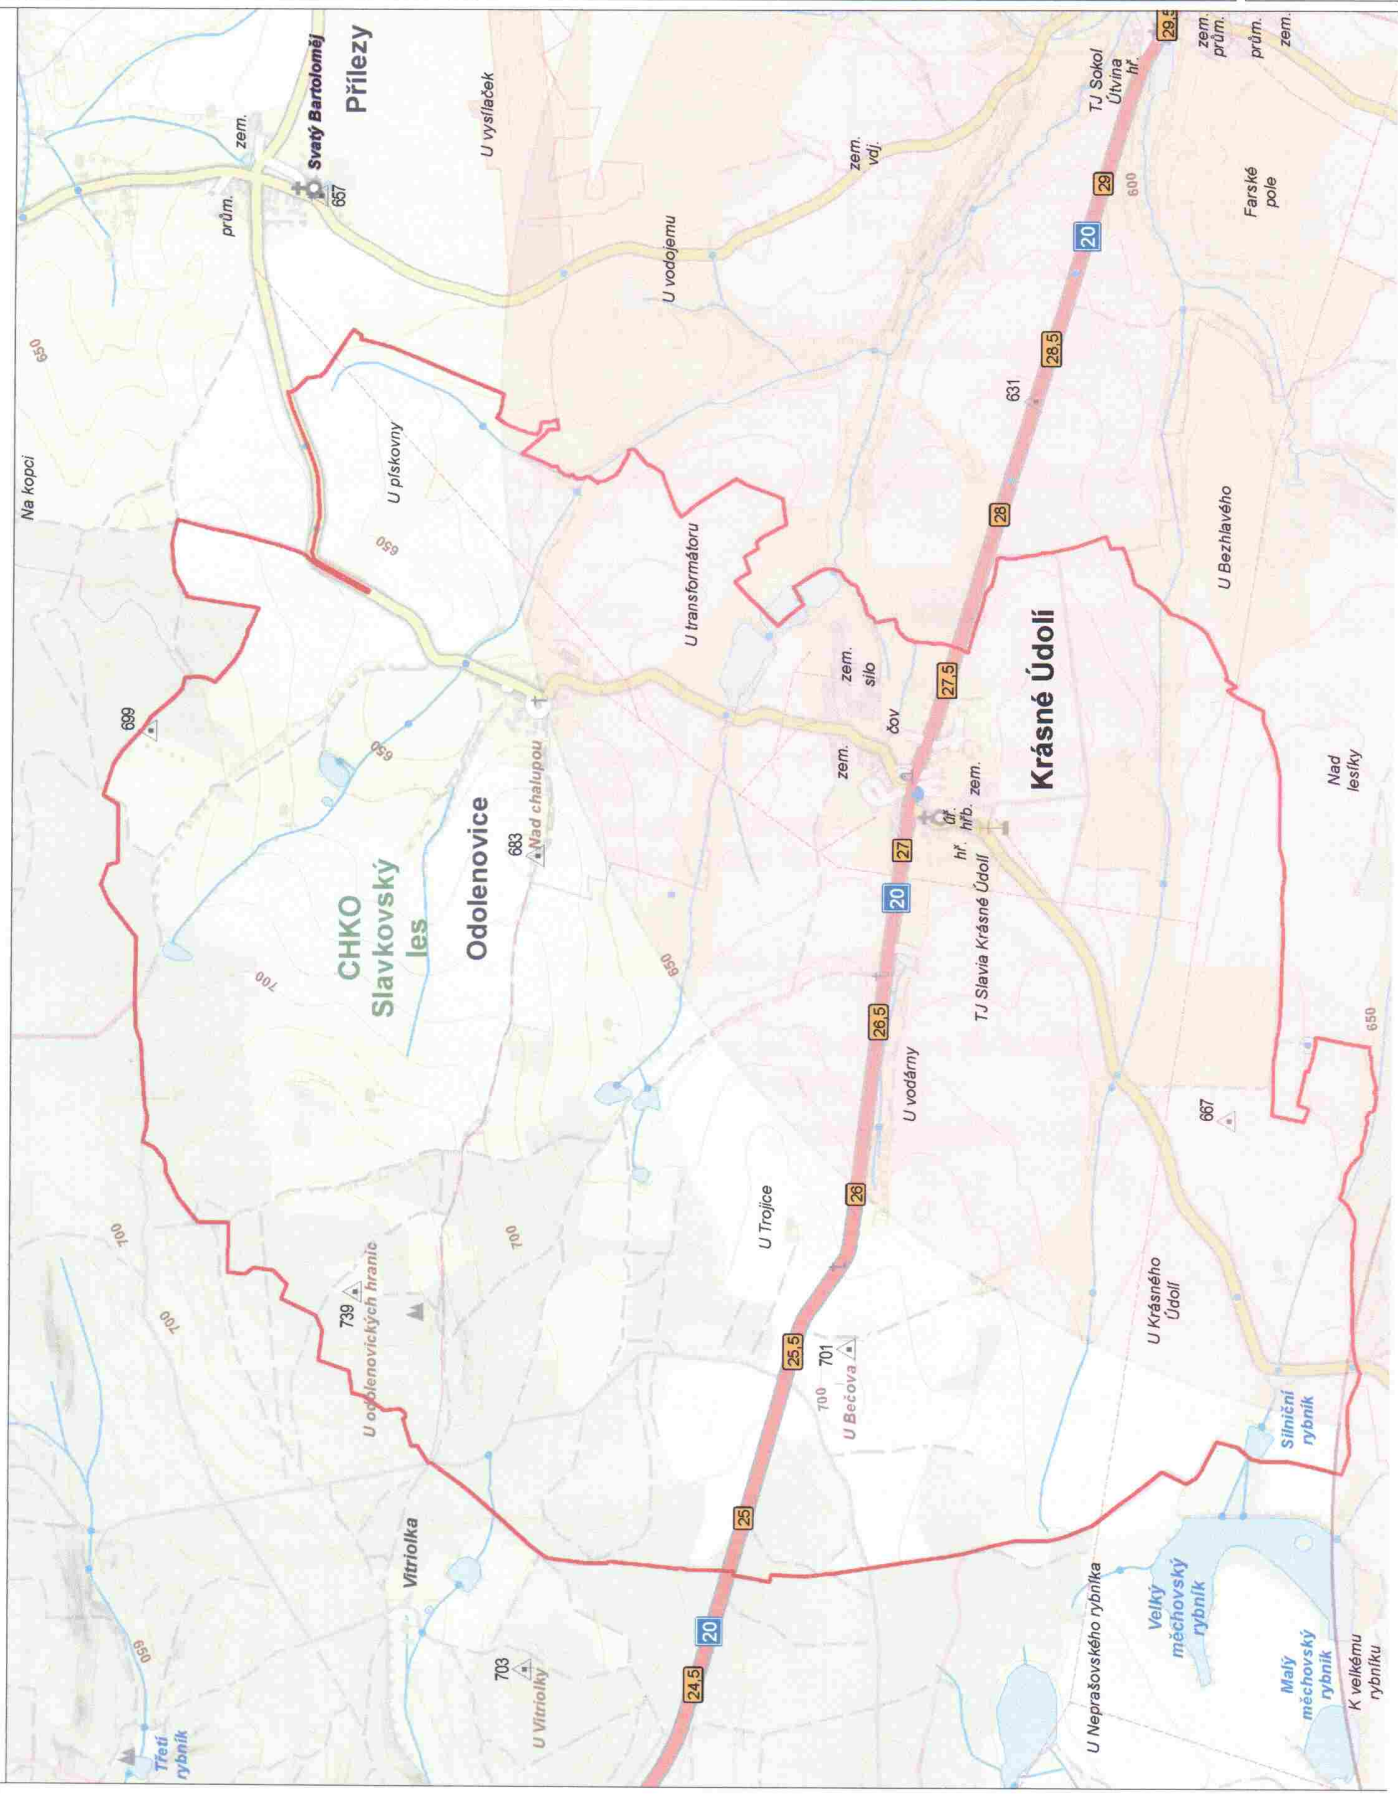 Třetí
rybník
650
700
700
Na kopci
650
zem.
prům.
Svatý Bartoloměj
657
Přílezy
699
U pískovny
650
650
U vysílaček
CHKO
Slavkovský
les
700
739
U odolenovických hranic
Vitriolka
703
U Vitriolky
700
Odolenovice
683
Nad chalupou
650
U transformátoru
U vodojemu
zem.
vdj.
24,5
20
25
25,5
26
26,5
20
27
27,5
28
28,5
20
29
29,5
U Trojice
701
700
U Bečova
U vodárny
zem.
čov
zem.
silo
631
600
TJ Sokol
Útvina
hř.
zem.
prům.
prům.
zem.
Farské
pole
TJ Slavia Krásné Údolí
hř.
úř.
hřb.
zem.
Krásné Údolí
U Bezhlavého
Nad
lesíky
650
667
U Krásného
Údolí
Silniční
rybník
U Neprašovského rybníka
Velký
měchovský
rybník
Malý
měchovský
rybník
K velkému
rybníku